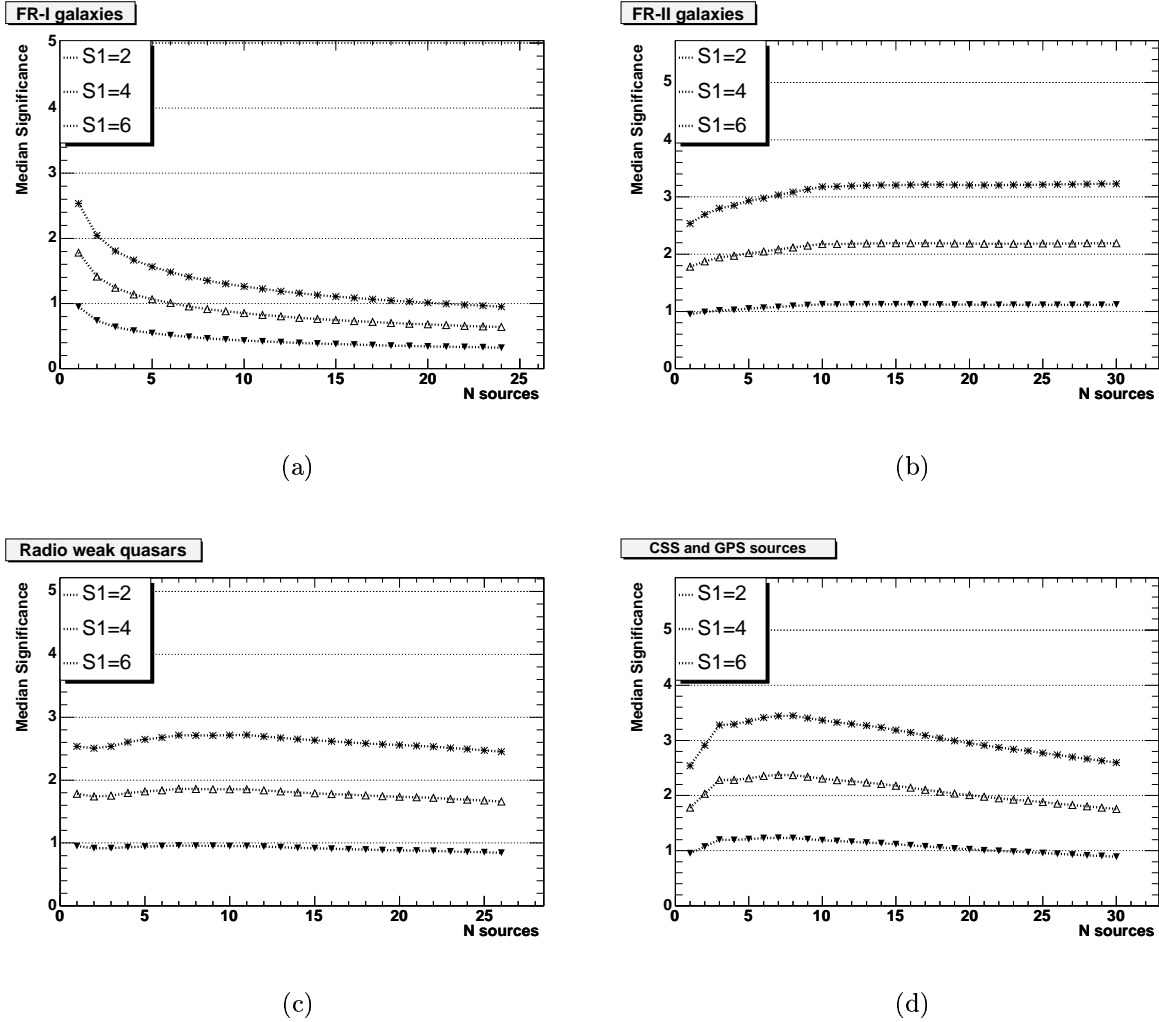 FR-I galaxies
Median Significance
5
4
3
2
1
0
S1=2
S1=4
S1=6
0 5 10 15 20 25
N sources
(a)
FR-II galaxies
Median Significance
5
4
3
2
1
0
S1=2
S1=4
S1=6
0 5 10 15 20 25 30
N sources
(b)
Radio weak quasars
Median Significance
5
4
3
2
1
0
S1=2
S1=4
S1=6
0 5 10 15 20 25
N sources
(c)
CSS and GPS sources
Median Significance
5
4
3
2
1
0
S1=2
S1=4
S1=6
0 5 10 15 20 25 30
N sources
(d)